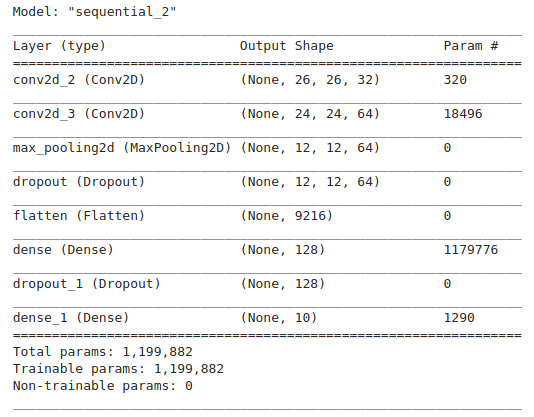 Model: "sequential_2"
Layer (type) Output Shape Param #
conv2d_2 (Conv2D) (None, 26, 26, 32) 320
conv2d_3 (Conv2D) (None, 24, 24, 64) 18496
max_pooling2d (MaxPooling2D) (None, 12, 12, 64) 0
dropout (Dropout) (None, 12, 12, 64) 0
flatten (Flatten) (None, 9216) 0
dense (Dense) (None, 128) 1179776
dropout_1 (Dropout) (None, 128) 0
dense_1 (Dense) (None, 10) 1290
Total params: 1,199,882
Trainable params: 1,199,882
Non-trainable params: 0